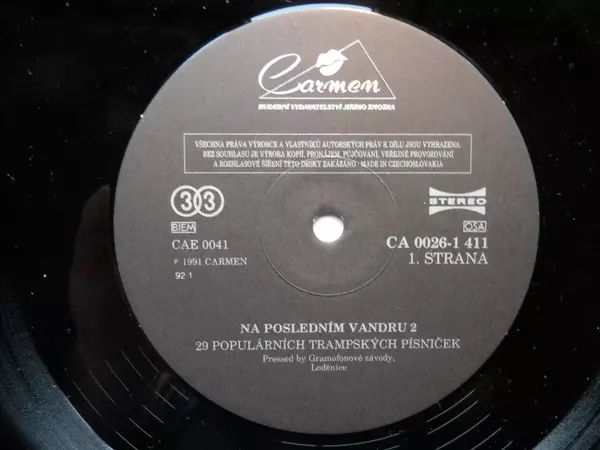 Carmen
HUDEBNÍ VYDAVATELSTVÍ JIŘÍHO ZMOŽKA
VŠECHNA PRÁVA VÝROBCE A VLASTNÍKŮ AUTORSKÝCH PRÁV K DÍLU JSOU VYHRAZENA.
BEZ SOUHLASU JE VÝROBA KOPIÍ, PRONÁJEM, PŮJČOVÁNÍ, VEŘEJNÉ PROVOZOVÁNÍ
A ROZHLASOVÉ ŠÍŘENÍ TÉTO DESKY ZAKÁZÁNO · MADE IN CZECHOSLOVAKIA
33
STEREO
BIEM
OSA
CAE 0041
CA 0026-1 411
℗ 1991 CARMEN
1. STRANA
92 1
NA POSLEDNÍM VANDRU 2
29 POPULÁRNÍCH TRAMPSKÝCH PÍSNIČEK
Pressed by Gramofonové závody,
Loděnice